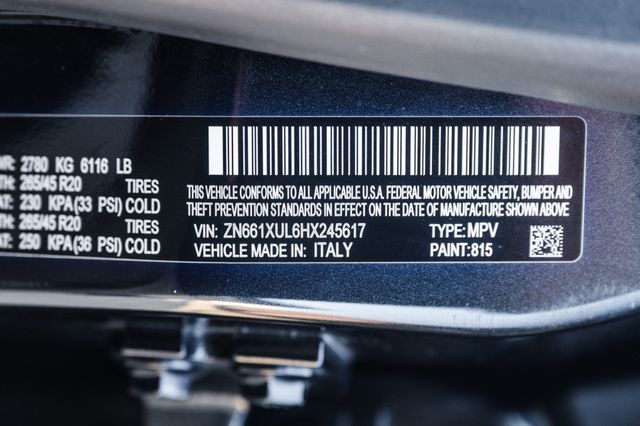 WR: 2780 KG 6116 LB
TH: 265/45 R20 TIRES
AT: 230 KPA(33 PSI) COLD
TH: 265/45 R20 TIRES
AT: 250 KPA(36 PSI) COLD
THIS VEHICLE CONFORMS TO ALL APPLICABLE U.S.A. FEDERAL MOTOR VEHICLE SAFETY, BUMPER AND
THEFT PREVENTION STANDARDS IN EFFECT ON THE DATE OF MANUFACTURE SHOWN ABOVE
VIN: ZN661XUL6HX245617 TYPE: MPV
VEHICLE MADE IN: ITALY PAINT: 815